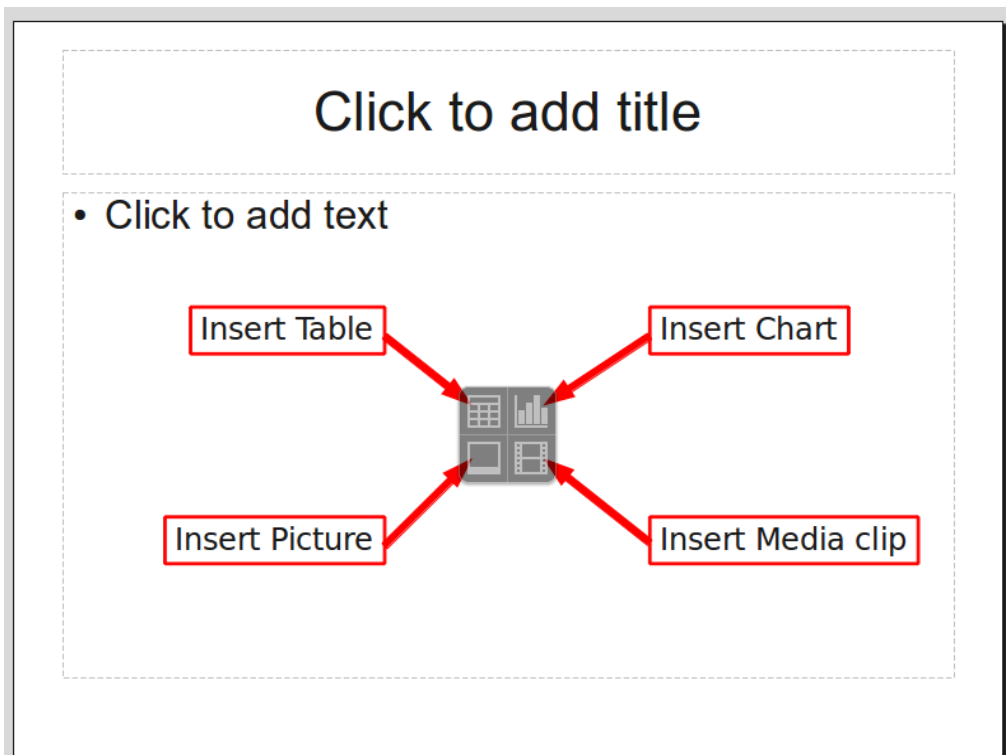 Click to add title
• Click to add text
Insert Table
Insert Chart
Insert Picture
Insert Media clip